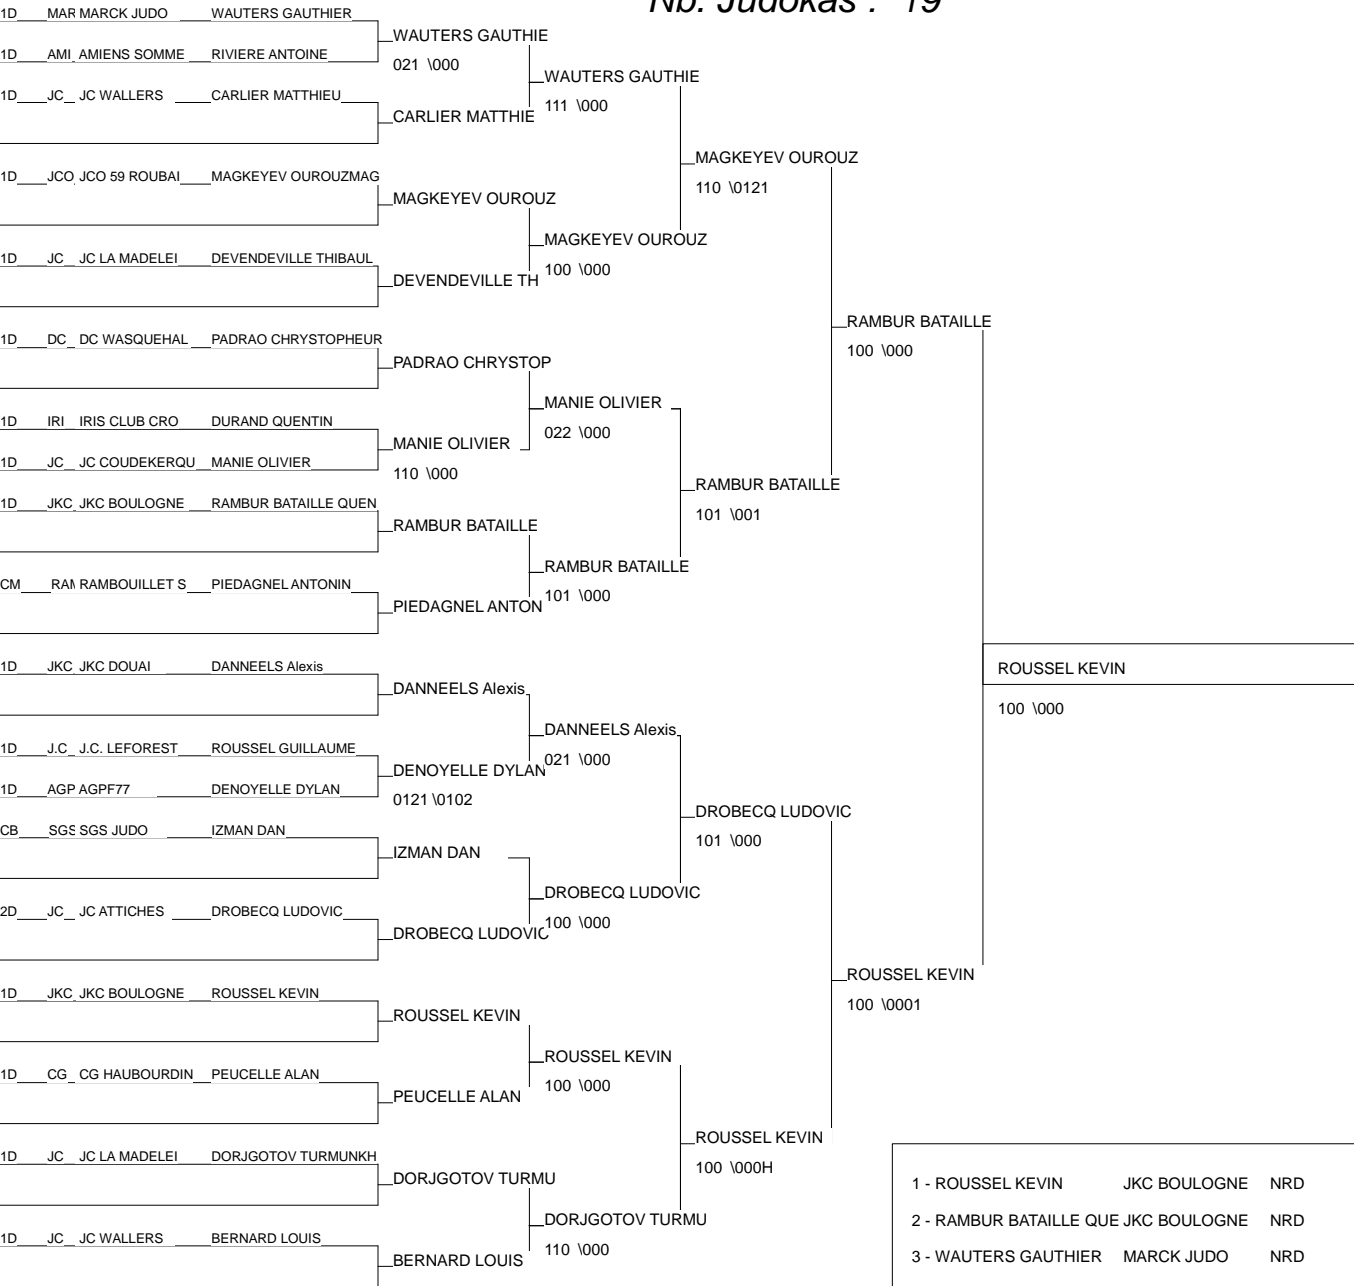 Nb. Judokas : 19
1D MAR MARCK JUDO WAUTERS GAUTHIER
WAUTERS GAUTHIE
1D AMI AMIENS SOMME RIVIERE ANTOINE
021 \000
WAUTERS GAUTHIE
1D JC JC WALLERS CARLIER MATTHIEU
111 \000
CARLIER MATTHIE
MAGKEYEV OUROUZ
1D JCO JCO 59 ROUBAI MAGKEYEV OUROUZMAG
110 \0121
MAGKEYEV OUROUZ
MAGKEYEV OUROUZ
1D JC JC LA MADELEI DEVENDEVILLE THIBAUL
100 \000
DEVENDEVILLE TH
RAMBUR BATAILLE
1D DC DC WASQUEHAL PADRAO CHRYSTOPHEUR
100 \000
PADRAO CHRYSTOP
MANIE OLIVIER
1D IRI IRIS CLUB CRO DURAND QUENTIN
022 \000
MANIE OLIVIER
1D JC JC COUDEKERQU MANIE OLIVIER
110 \000
RAMBUR BATAILLE
1D JKC JKC BOULOGNE RAMBUR BATAILLE QUEN
101 \001
RAMBUR BATAILLE
RAMBUR BATAILLE
CM RAM RAMBOUILLET S PIEDAGNEL ANTONIN
101 \000
PIEDAGNEL ANTON
1D JKC JKC DOUAI DANNEELS Alexis
ROUSSEL KEVIN
DANNEELS Alexis
100 \000
DANNEELS Alexis
1D J.C J.C. LEFOREST ROUSSEL GUILLAUME
021 \000
DENOYELLE DYLAN
1D AGP AGPF77 DENOYELLE DYLAN
0121 \0102
DROBECQ LUDOVIC
CB SGS SGS JUDO IZMAN DAN
101 \000
IZMAN DAN
DROBECQ LUDOVIC
2D JC JC ATTICHES DROBECQ LUDOVIC
100 \000
DROBECQ LUDOVIC
ROUSSEL KEVIN
1D JKC JKC BOULOGNE ROUSSEL KEVIN
100 \0001
ROUSSEL KEVIN
ROUSSEL KEVIN
1D CG CG HAUBOURDIN PEUCELLE ALAN
100 \000
PEUCELLE ALAN
ROUSSEL KEVIN
1D JC JC LA MADELEI DORJGOTOV TURMUNKH
100 \000H
DORJGOTOV TURMU
DORJGOTOV TURMU
1D JC JC WALLERS BERNARD LOUIS
110 \000
BERNARD LOUIS
1 - ROUSSEL KEVIN JKC BOULOGNE NRD
2 - RAMBUR BATAILLE QUE JKC BOULOGNE NRD
3 - WAUTERS GAUTHIER MARCK JUDO NRD